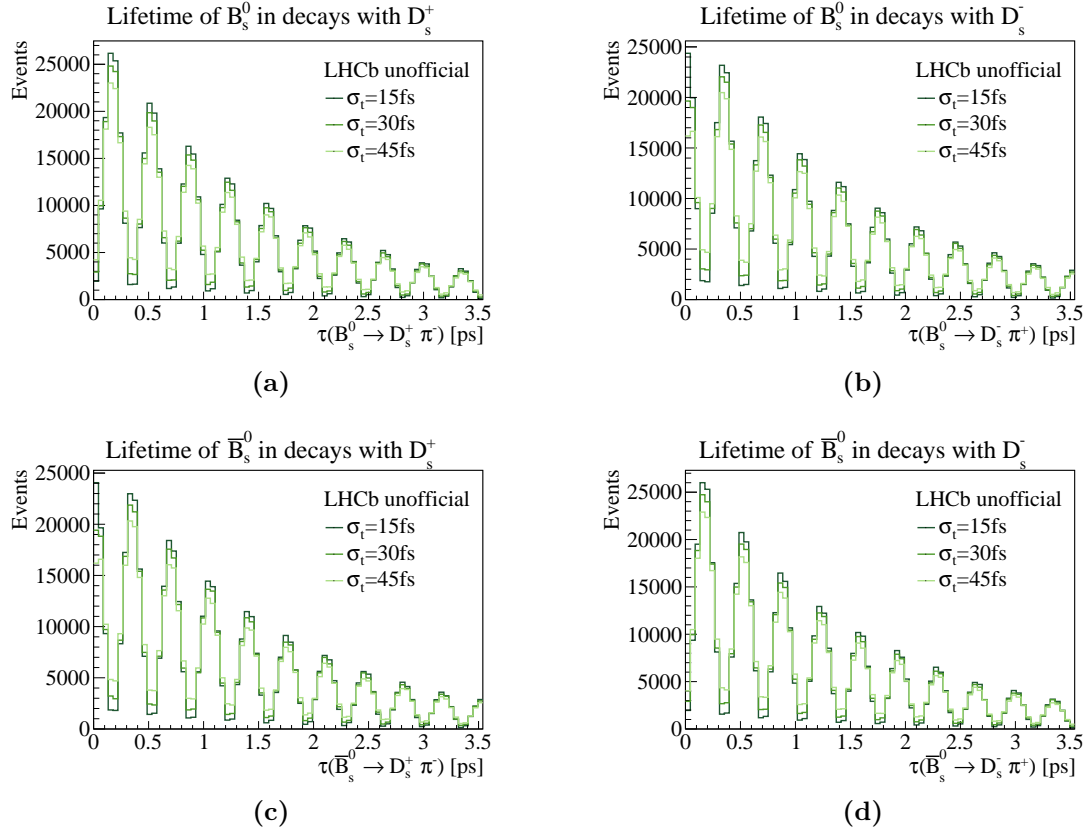 Lifetime of B_s^0 in decays with D_s^+
Events
25000
20000
15000
10000
5000
0
LHCb unofficial
σ_t=15fs
σ_t=30fs
σ_t=45fs
0 0.5 1 1.5 2 2.5 3 3.5
τ(B_s^0 → D_s^+ π^-) [ps]
(a)
Lifetime of B_s^0 in decays with D_s^-
Events
25000
20000
15000
10000
5000
0
LHCb unofficial
σ_t=15fs
σ_t=30fs
σ_t=45fs
0 0.5 1 1.5 2 2.5 3 3.5
τ(B_s^0 → D_s^- π^+) [ps]
(b)
Lifetime of B̅_s^0 in decays with D_s^+
Events
25000
20000
15000
10000
5000
0
LHCb unofficial
σ_t=15fs
σ_t=30fs
σ_t=45fs
0 0.5 1 1.5 2 2.5 3 3.5
τ(B̅_s^0 → D_s^+ π^-) [ps]
(c)
Lifetime of B̅_s^0 in decays with D_s^-
Events
25000
20000
15000
10000
5000
0
LHCb unofficial
σ_t=15fs
σ_t=30fs
σ_t=45fs
0 0.5 1 1.5 2 2.5 3 3.5
τ(B̅_s^0 → D_s^- π^+) [ps]
(d)